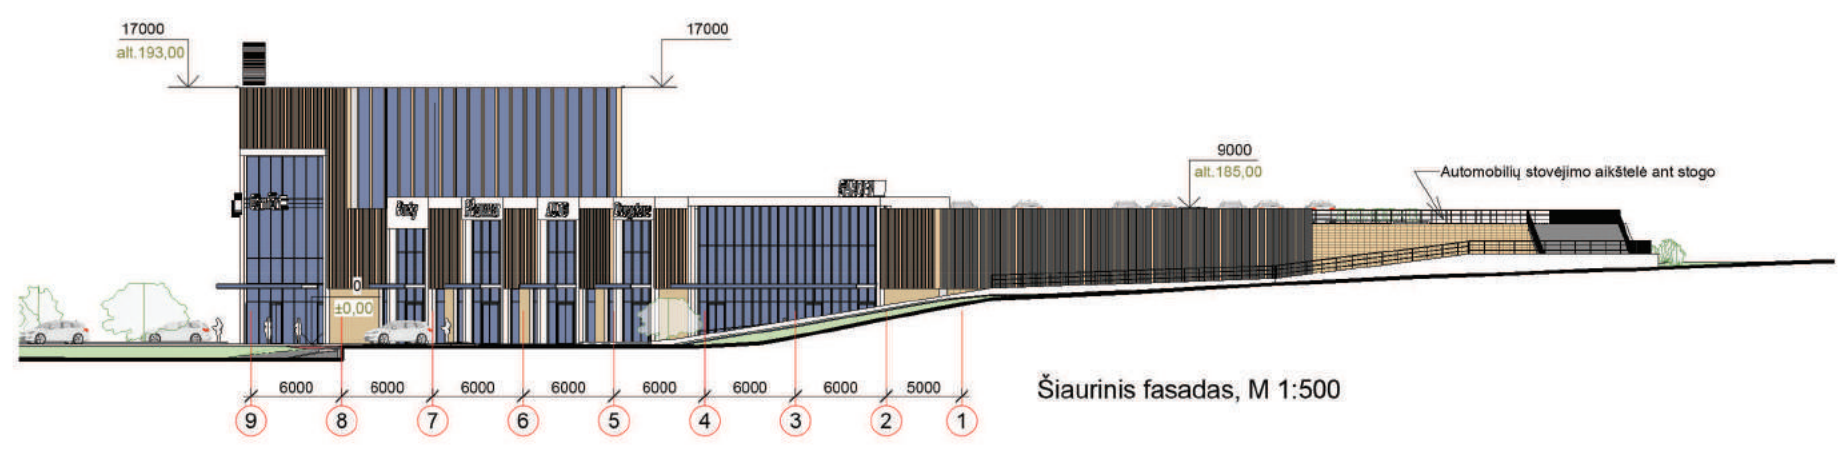 17000
alt.193,00
17000
9000
alt.185,00
Automobilių stovėjimo aikštelė ant stogo
0
±0,00
6000 6000 6000 6000 6000 6000 6000 5000
9 8 7 6 5 4 3 2 1
Šiaurinis fasadas, M 1:500